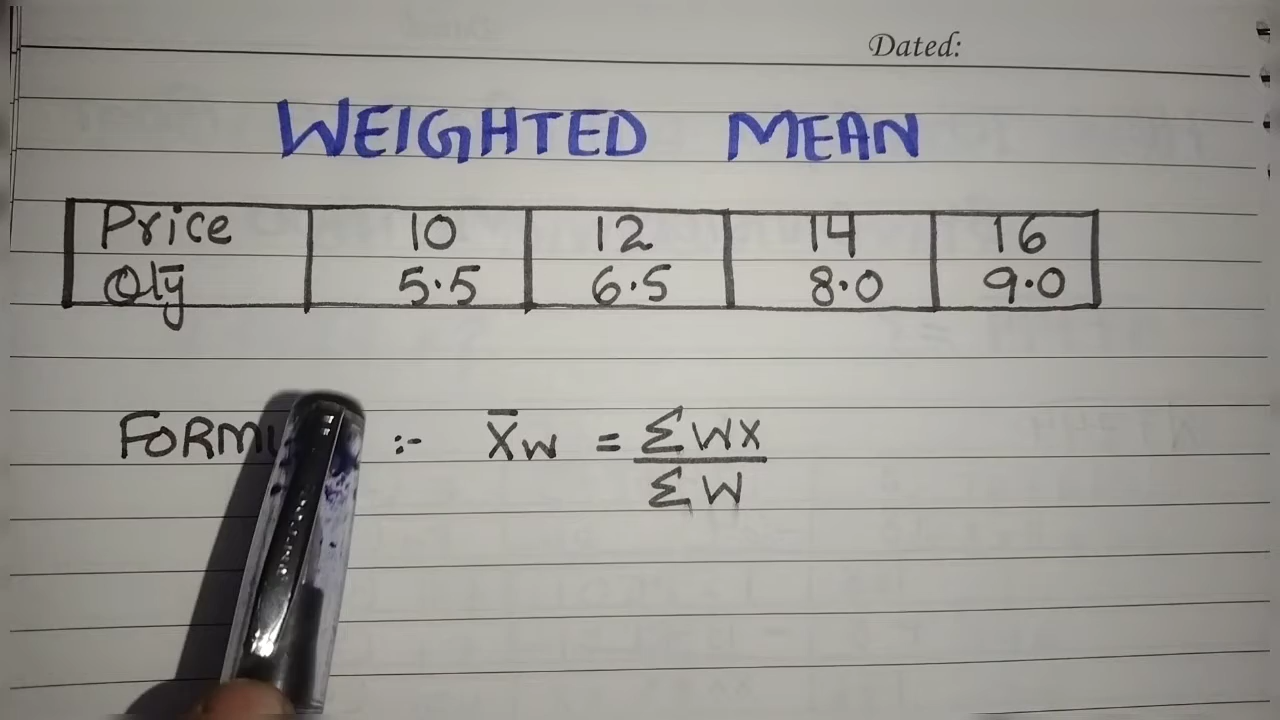 Dated:
WEIGHTED MEAN
Price 10 12 14 16
Qty 5.5 6.5 8.0 9.0
:- X̄w = ΣWX / ΣW